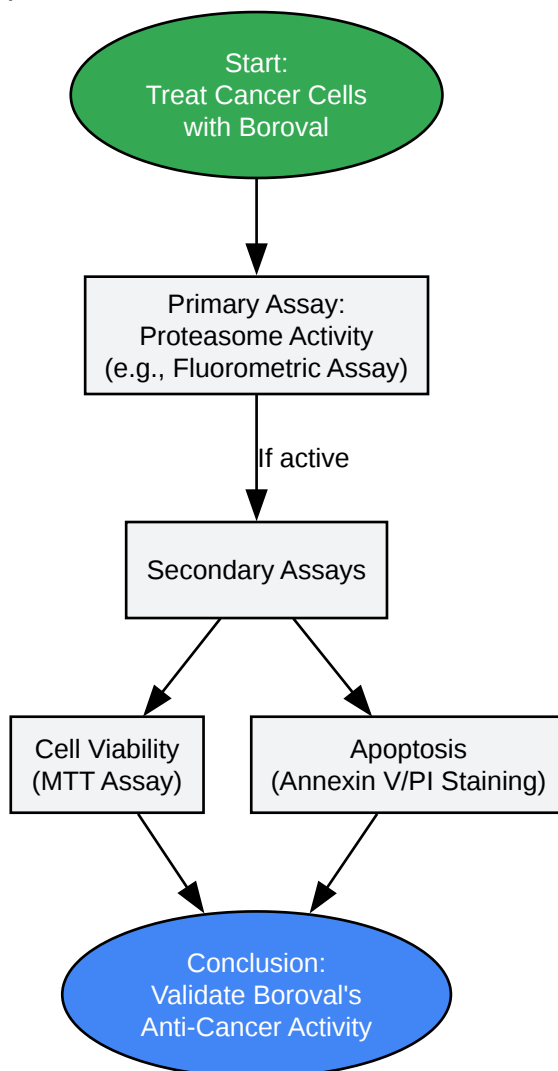 Start:
Treat Cancer Cells
with Boroval
Primary Assay:
Proteasome Activity
(e.g., Fluorometric Assay)
If active
Secondary Assays
Cell Viability
(MTT Assay)
Apoptosis
(Annexin V/PI Staining)
Conclusion:
Validate Boroval's
Anti-Cancer Activity